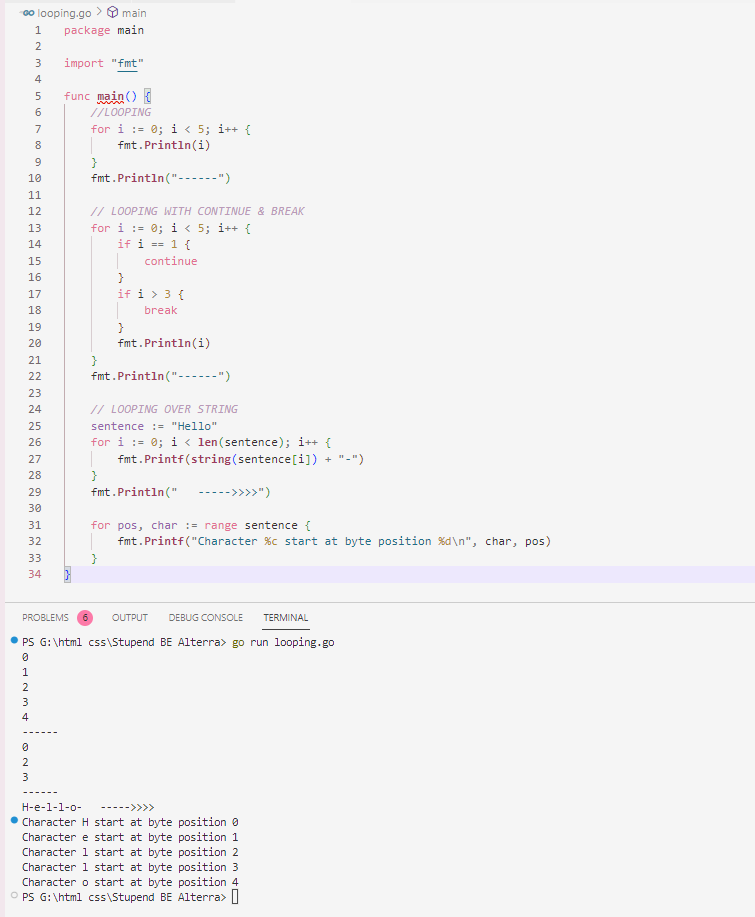 looping.go > main
1 package main
2
3 import "fmt"
4
5 func main() {
6 //LOOPING
7 for i := 0; i < 5; i++ {
8 fmt.Println(i)
9 }
10 fmt.Println("------")
11
12 // LOOPING WITH CONTINUE & BREAK
13 for i := 0; i < 5; i++ {
14 if i == 1 {
15 continue
16 }
17 if i > 3 {
18 break
19 }
20 fmt.Println(i)
21 }
22 fmt.Println("------")
23
24 // LOOPING OVER STRING
25 sentence := "Hello"
26 for i := 0; i < len(sentence); i++ {
27 fmt.Printf(string(sentence[i]) + "-")
28 }
29 fmt.Println("   ----->>>>")
30
31 for pos, char := range sentence {
32 fmt.Printf("Character %c start at byte position %d\n", char, pos)
33 }
34 }
PROBLEMS 6 OUTPUT DEBUG CONSOLE TERMINAL
PS G:\html css\Stupend BE Alterra> go run looping.go
0
1
2
3
4
------
0
2
3
------
H-e-l-l-o-   ----->>>>
Character H start at byte position 0
Character e start at byte position 1
Character l start at byte position 2
Character l start at byte position 3
Character o start at byte position 4
PS G:\html css\Stupend BE Alterra>